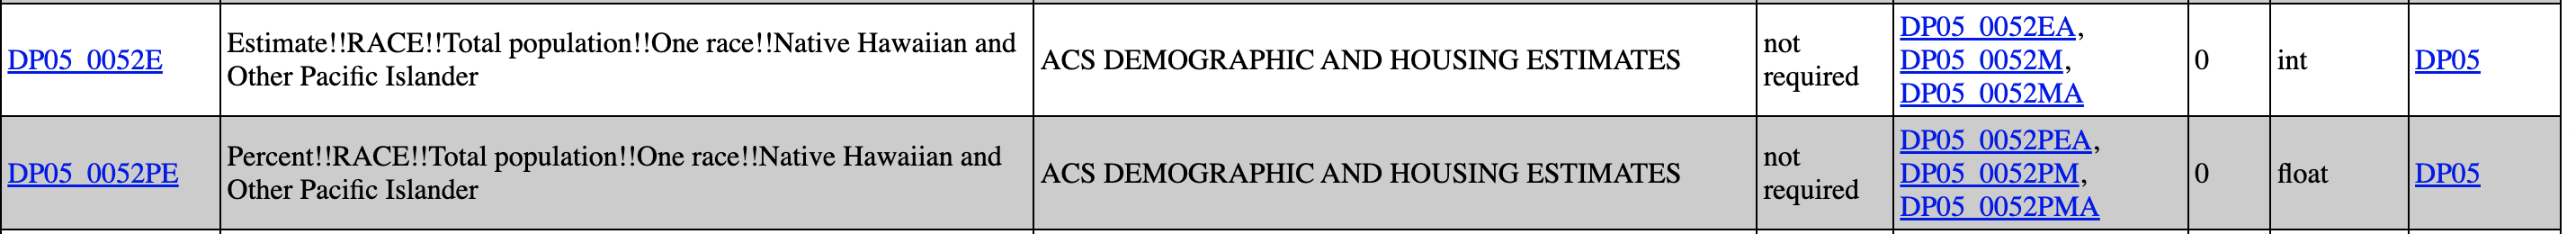 DP05_0052E
Estimate!!RACE!!Total population!!One race!!Native Hawaiian and
Other Pacific Islander
ACS DEMOGRAPHIC AND HOUSING ESTIMATES
not
required
DP05_0052EA,
DP05_0052M,
DP05_0052MA
0
int
DP05
DP05_0052PE
Percent!!RACE!!Total population!!One race!!Native Hawaiian and
Other Pacific Islander
ACS DEMOGRAPHIC AND HOUSING ESTIMATES
not
required
DP05_0052PEA,
DP05_0052PM,
DP05_0052PMA
0
float
DP05